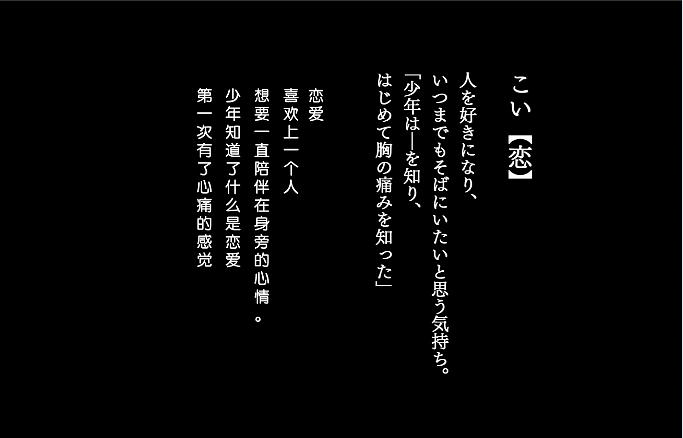 こい【恋】
人を好きになり、
いつまでもそばにいたいと思う気持ち。
「少年は―を知り、
はじめて胸の痛みを知った」
恋爱
喜欢上一个人
想要一直陪伴在身旁的心情。
少年知道了什么是恋爱
第一次有了心痛的感觉